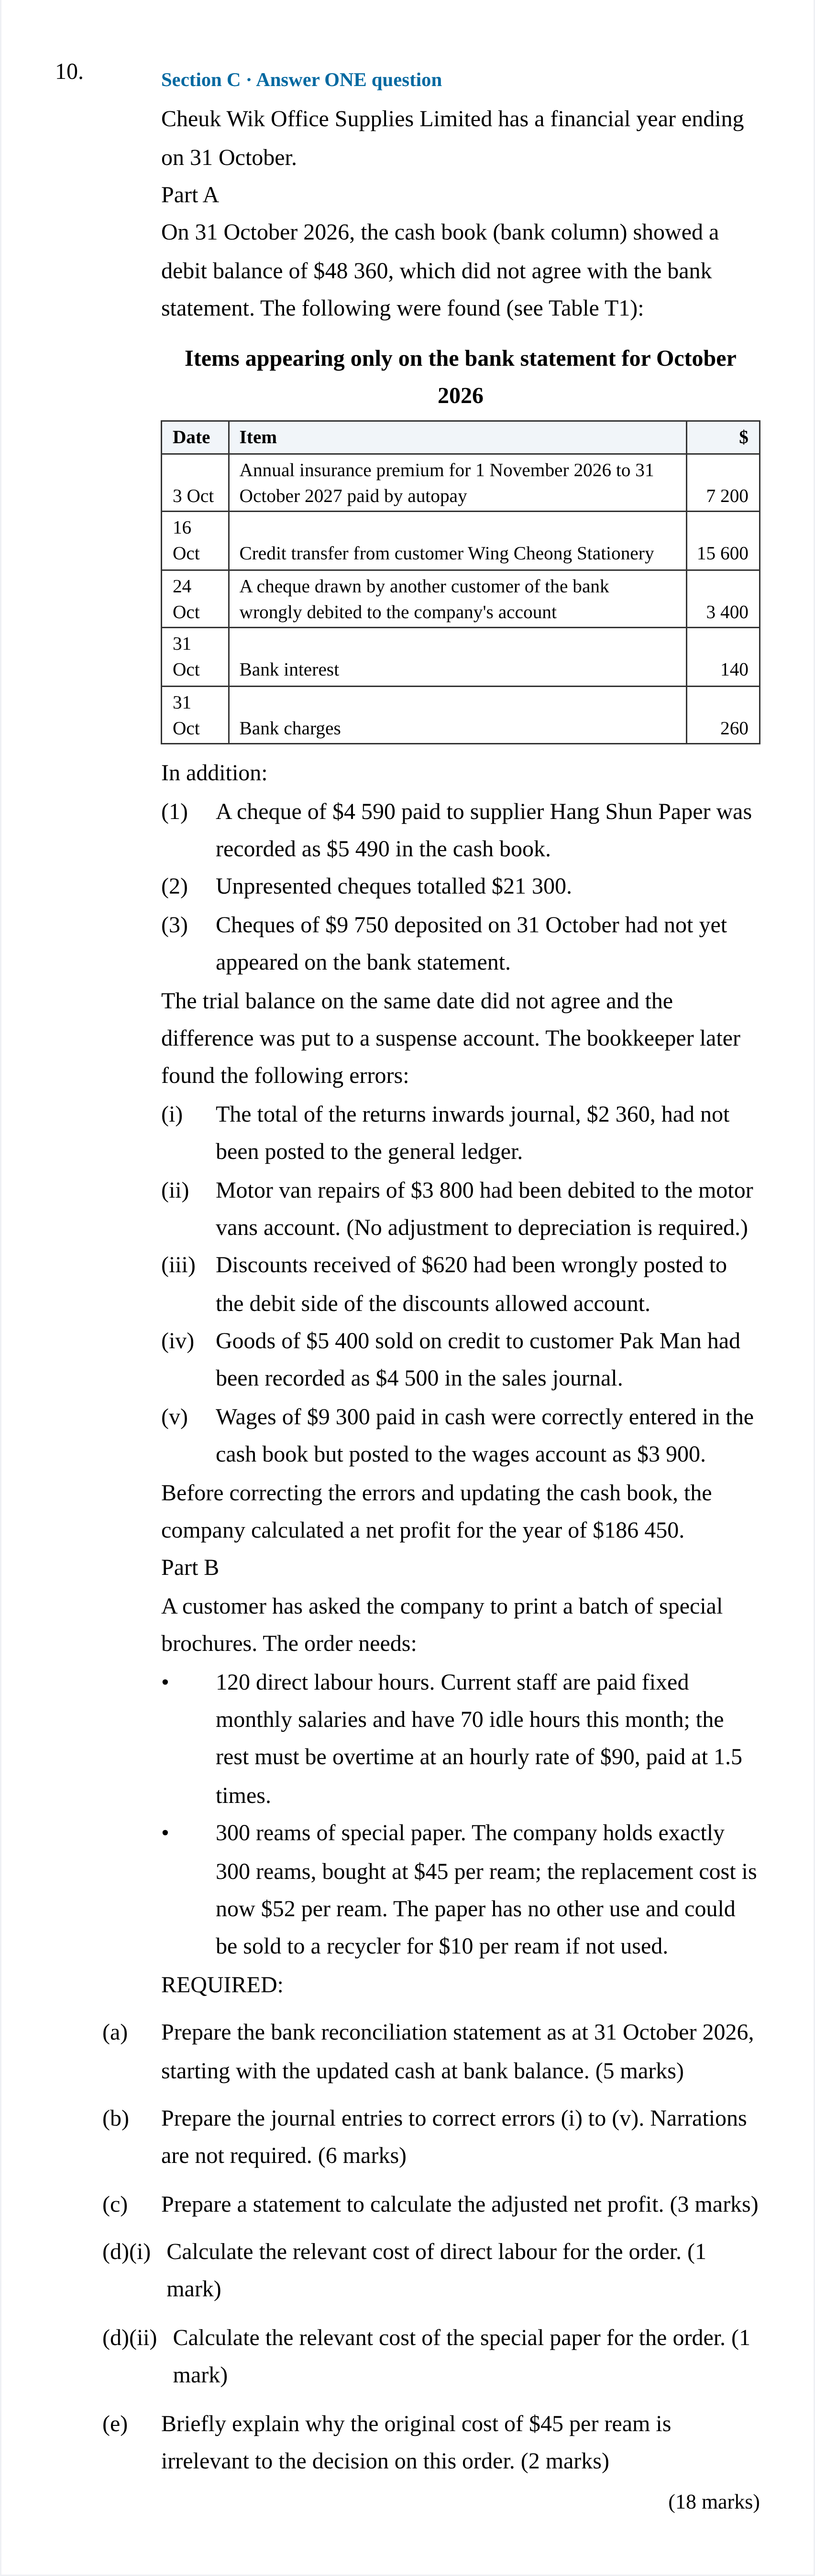 10.
Section C · Answer ONE question
Cheuk Wik Office Supplies Limited has a financial year ending
on 31 October.
Part A
On 31 October 2026, the cash book (bank column) showed a
debit balance of $48 360, which did not agree with the bank
statement. The following were found (see Table T1):
Items appearing only on the bank statement for October
2026
Date Item $
3 Oct Annual insurance premium for 1 November 2026 to 31
October 2027 paid by autopay 7 200
16
Oct Credit transfer from customer Wing Cheong Stationery 15 600
24 A cheque drawn by another customer of the bank
Oct wrongly debited to the company's account 3 400
31
Oct Bank interest 140
31
Oct Bank charges 260
In addition:
(1) A cheque of $4 590 paid to supplier Hang Shun Paper was
recorded as $5 490 in the cash book.
(2) Unpresented cheques totalled $21 300.
(3) Cheques of $9 750 deposited on 31 October had not yet
appeared on the bank statement.
The trial balance on the same date did not agree and the
difference was put to a suspense account. The bookkeeper later
found the following errors:
(i) The total of the returns inwards journal, $2 360, had not
been posted to the general ledger.
(ii) Motor van repairs of $3 800 had been debited to the motor
vans account. (No adjustment to depreciation is required.)
(iii) Discounts received of $620 had been wrongly posted to
the debit side of the discounts allowed account.
(iv) Goods of $5 400 sold on credit to customer Pak Man had
been recorded as $4 500 in the sales journal.
(v) Wages of $9 300 paid in cash were correctly entered in the
cash book but posted to the wages account as $3 900.
Before correcting the errors and updating the cash book, the
company calculated a net profit for the year of $186 450.
Part B
A customer has asked the company to print a batch of special
brochures. The order needs:
• 120 direct labour hours. Current staff are paid fixed
monthly salaries and have 70 idle hours this month; the
rest must be overtime at an hourly rate of $90, paid at 1.5
times.
• 300 reams of special paper. The company holds exactly
300 reams, bought at $45 per ream; the replacement cost is
now $52 per ream. The paper has no other use and could
be sold to a recycler for $10 per ream if not used.
REQUIRED:
(a) Prepare the bank reconciliation statement as at 31 October 2026,
starting with the updated cash at bank balance. (5 marks)
(b) Prepare the journal entries to correct errors (i) to (v). Narrations
are not required. (6 marks)
(c) Prepare a statement to calculate the adjusted net profit. (3 marks)
(d)(i) Calculate the relevant cost of direct labour for the order. (1
mark)
(d)(ii) Calculate the relevant cost of the special paper for the order. (1
mark)
(e) Briefly explain why the original cost of $45 per ream is
irrelevant to the decision on this order. (2 marks)
(18 marks)